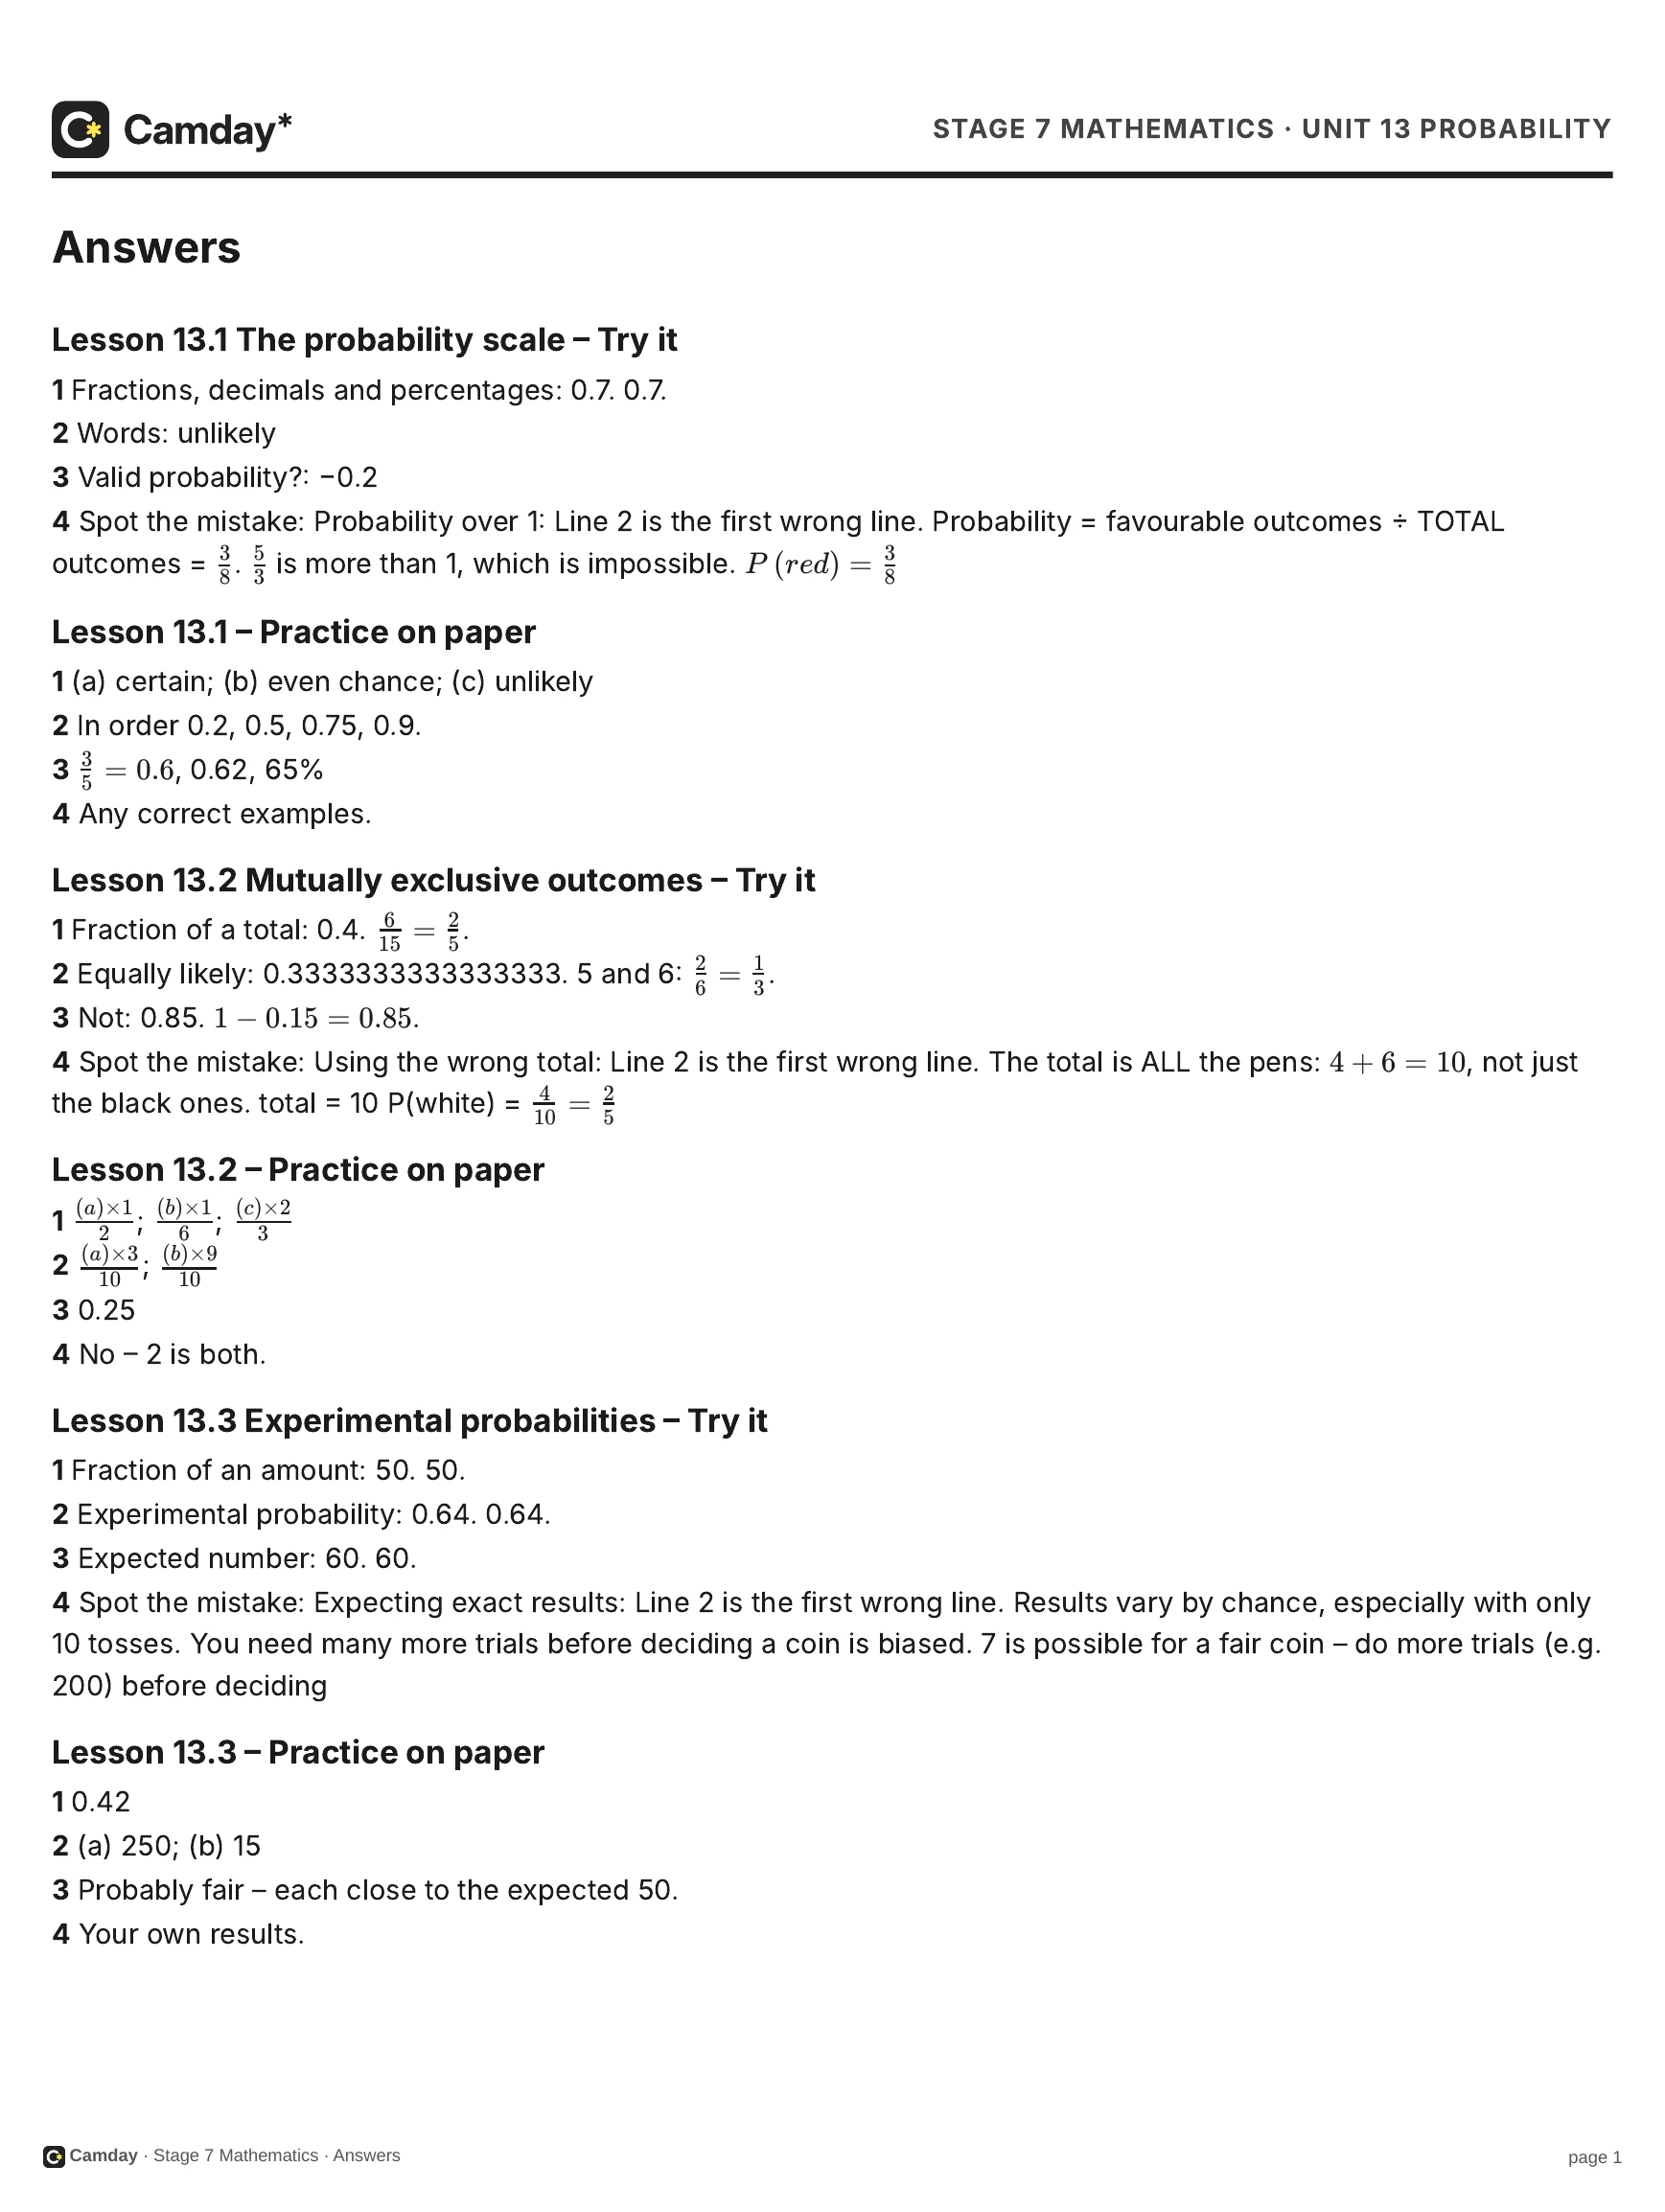 Camday*
STAGE 7 MATHEMATICS · UNIT 13 PROBABILITY
Answers
Lesson 13.1 The probability scale – Try it
1 Fractions, decimals and percentages: 0.7. 0.7.
2 Words: unlikely
3 Valid probability?: −0.2
4 Spot the mistake: Probability over 1: Line 2 is the first wrong line. Probability = favourable outcomes ÷ TOTAL
outcomes = 3/8. 5/3 is more than 1, which is impossible. P (red) = 3/8
Lesson 13.1 – Practice on paper
1 (a) certain; (b) even chance; (c) unlikely
2 In order 0.2, 0.5, 0.75, 0.9.
3 3/5 = 0.6, 0.62, 65%
4 Any correct examples.
Lesson 13.2 Mutually exclusive outcomes – Try it
1 Fraction of a total: 0.4. 6/15 = 2/5.
2 Equally likely: 0.3333333333333333. 5 and 6: 2/6 = 1/3.
3 Not: 0.85. 1 − 0.15 = 0.85.
4 Spot the mistake: Using the wrong total: Line 2 is the first wrong line. The total is ALL the pens: 4 + 6 = 10, not just
the black ones. total = 10 P(white) = 4/10 = 2/5
Lesson 13.2 – Practice on paper
1 (a)×1/2; (b)×1/6; (c)×2/3
2 (a)×3/10; (b)×9/10
3 0.25
4 No – 2 is both.
Lesson 13.3 Experimental probabilities – Try it
1 Fraction of an amount: 50. 50.
2 Experimental probability: 0.64. 0.64.
3 Expected number: 60. 60.
4 Spot the mistake: Expecting exact results: Line 2 is the first wrong line. Results vary by chance, especially with only
10 tosses. You need many more trials before deciding a coin is biased. 7 is possible for a fair coin – do more trials (e.g.
200) before deciding
Lesson 13.3 – Practice on paper
1 0.42
2 (a) 250; (b) 15
3 Probably fair – each close to the expected 50.
4 Your own results.
Camday · Stage 7 Mathematics · Answers
page 1